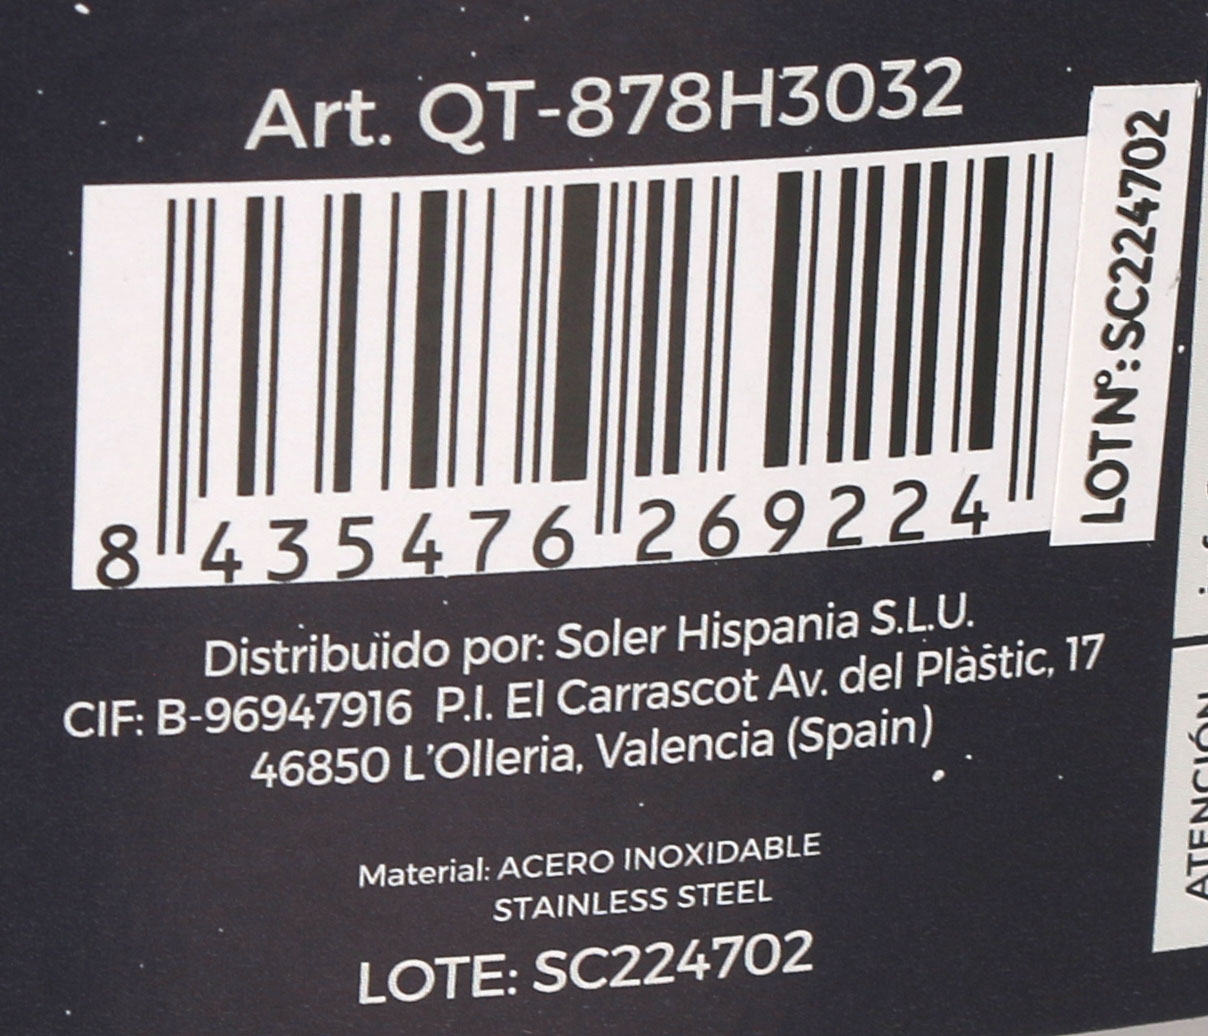 Art. QT-878H3032
8 435476 269224
LOT Nº: SC224702
Distribuïdo por: Soler Hispania S.L.U.
CIF: B-96947916 P.I. El Carrascot Av. del Plàstic, 17
46850 L'Olleria, Valencia (Spain)
Material: ACERO INOXIDABLE
STAINLESS STEEL
LOTE: SC224702
ATENCIÓN